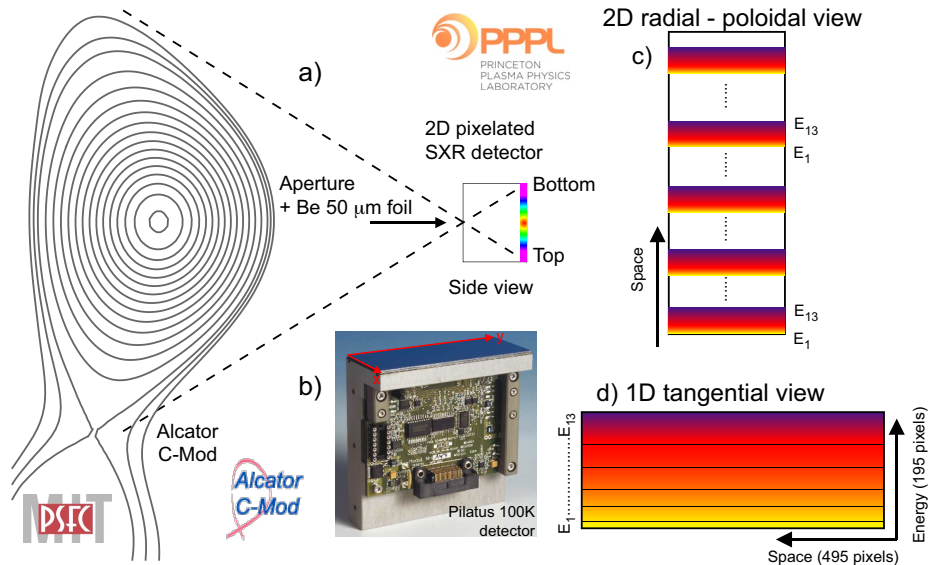 a)
PPPL
PRINCETON
PLASMA PHYSICS
LABORATORY
2D pixelated
SXR detector
Aperture
+ Be 50 μm foil
Bottom
Top
Side view
Alcator
C-Mod
MIT
PSFC
Alcator
C-Mod
b)
X
Y
Pilatus 100K
detector
2D radial - poloidal view
c)
E13
E1
E13
E1
Space
d) 1D tangential view
E1
E13
Energy (195 pixels)
Space (495 pixels)